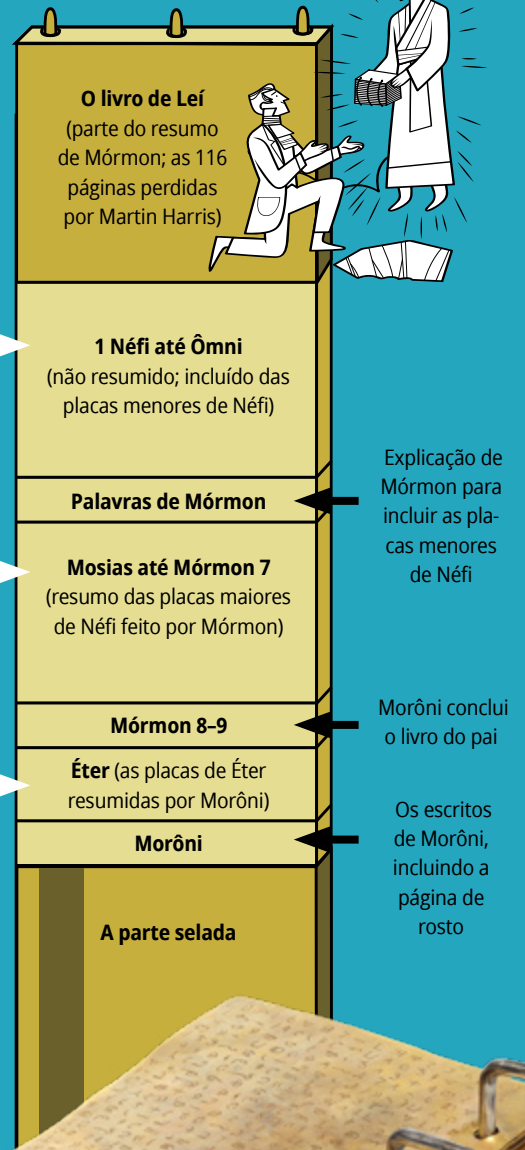 O livro de Leí
(parte do resumo
de Mórmon; as 116
páginas perdidas
por Martin Harris)
1 Néfi até Ômni
(não resumido; incluído das
placas menores de Néfi)
Palavras de Mórmon
Explicação de
Mórmon para
incluir as pla-
cas menores
de Néfi
Mosias até Mórmon 7
(resumo das placas maiores
de Néfi feito por Mórmon)
Mórmon 8–9
Morôni conclui
o livro do pai
Éter (as placas de Éter
resumidas por Morôni)
Morôni
Os escritos
de Morôni,
incluindo a
página de
rosto
A parte selada